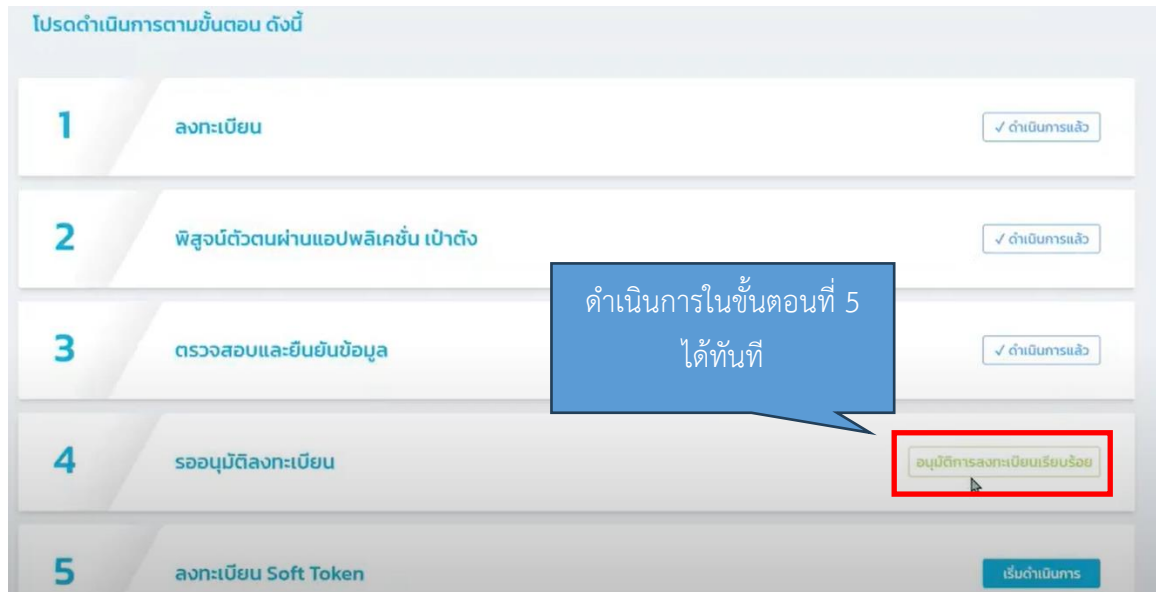 โปรดดำเนินการตามขั้นตอน ดังนี้
1 ลงทะเบียน ✓ ดำเนินการแล้ว
2 พิสูจน์ตัวตนผ่านแอปพลิเคชั่น เป๋าตัง ✓ ดำเนินการแล้ว
ดำเนินการในขั้นตอนที่ 5
ได้ทันที
3 ตรวจสอบและยืนยันข้อมูล ✓ ดำเนินการแล้ว
4 รออนุมัติลงทะเบียน อนุมัติการลงทะเบียนเรียบร้อย
5 ลงทะเบียน Soft Token เริ่มดำเนินการ